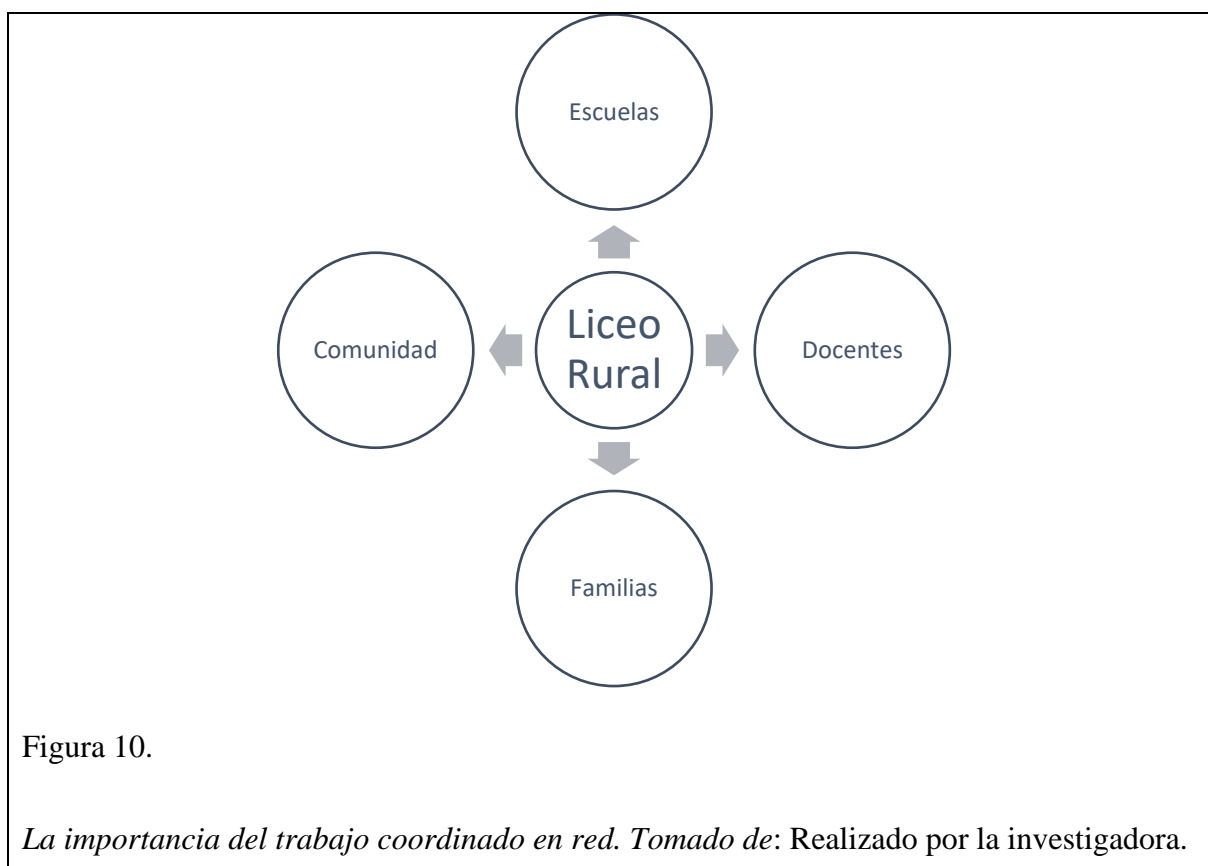 Escuelas
Comunidad
Liceo
Rural
Docentes
Familias
Figura 10.
La importancia del trabajo coordinado en red. Tomado de: Realizado por la investigadora.